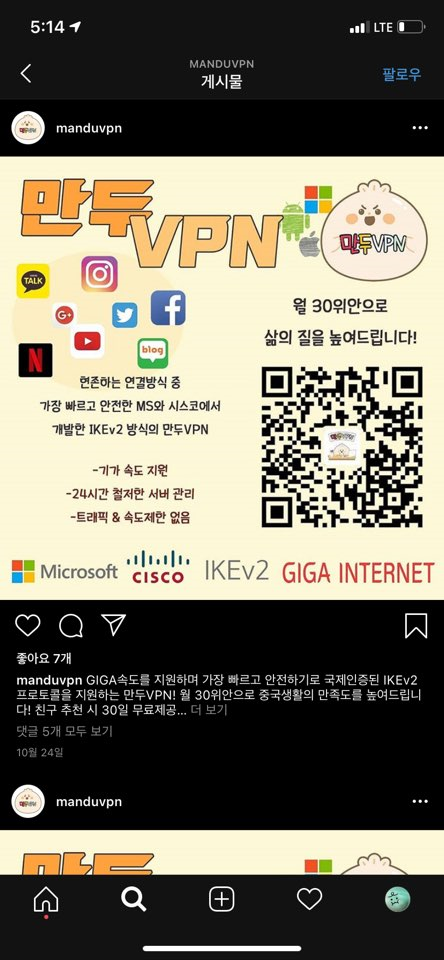 5:14
LTE
MANDUVPN
게시물
팔로우
manduvpn
만두
VPN
만두VPN
TALK
G+
blog
N
월 30위안으로
삶의 질을 높여드립니다!
현존하는 연결방식 중
가장 빠르고 안전한 MS와 시스코에서
개발한 IKEv2 방식의 만두VPN
-기가 속도 지원
-24시간 철저한 서버 관리
-트래픽 & 속도제한 없음
Microsoft
CISCO
IKEv2
GIGA INTERNET
좋아요 7개
manduvpn GIGA속도를 지원하며 가장 빠르고 안전하기로 국제인증된 IKEv2
프로토콜을 지원하는 만두VPN! 월 30위안으로 중국생활의 만족도를 높여드립니
다! 친구 추천 시 30일 무료제공... 더 보기
댓글 5개 모두 보기
10월 24일
manduvpn